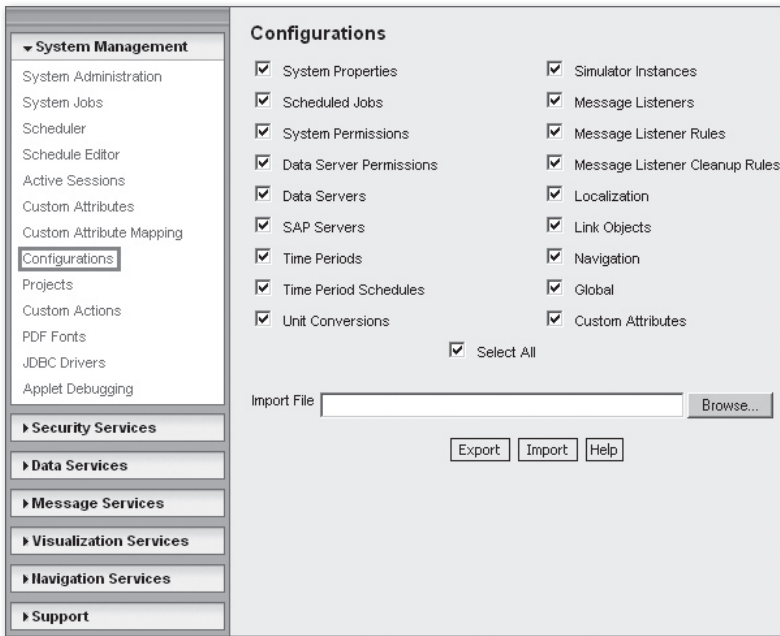 System Management
System Administration
System Jobs
Scheduler
Schedule Editor
Active Sessions
Custom Attributes
Custom Attribute Mapping
Configurations
Projects
Custom Actions
PDF Fonts
JDBC Drivers
Applet Debugging
Security Services
Data Services
Message Services
Visualization Services
Navigation Services
Support
Configurations
System Properties
Scheduled Jobs
System Permissions
Data Server Permissions
Data Servers
SAP Servers
Time Periods
Time Period Schedules
Unit Conversions
Simulator Instances
Message Listeners
Message Listener Rules
Message Listener Cleanup Rules
Localization
Link Objects
Navigation
Global
Custom Attributes
Select All
Import File
Browse...
Export Import Help